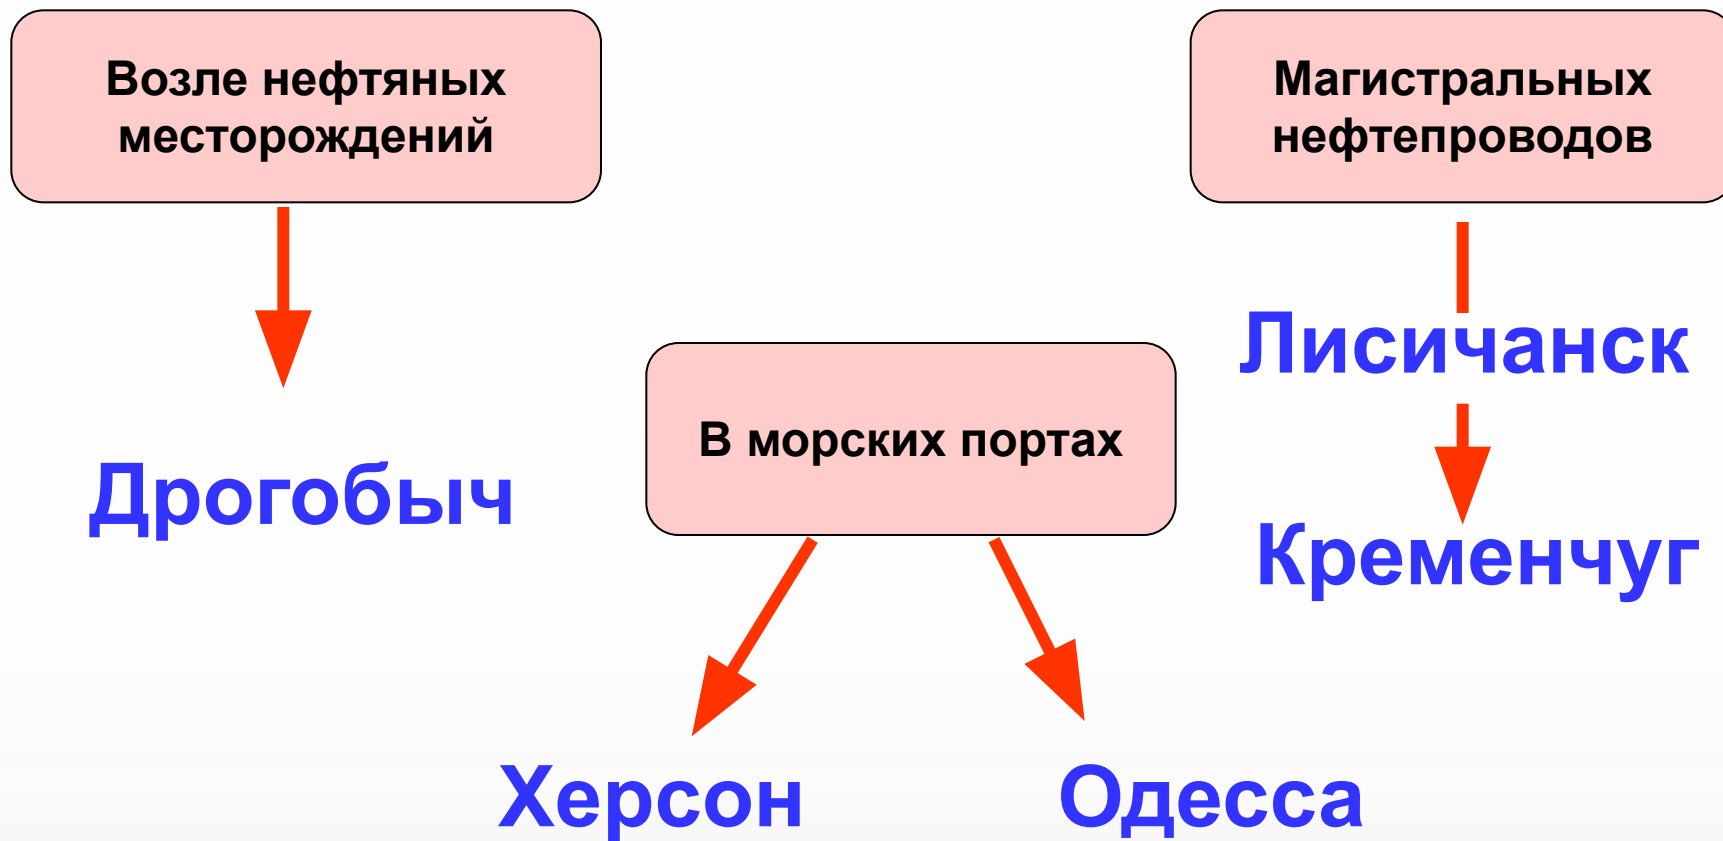 Возле нефтяных
месторождений
Магистральных
нефтепроводов
Лисичанск
В морских портах
Дрогобыч
Кременчуг
Херсон
Одесса